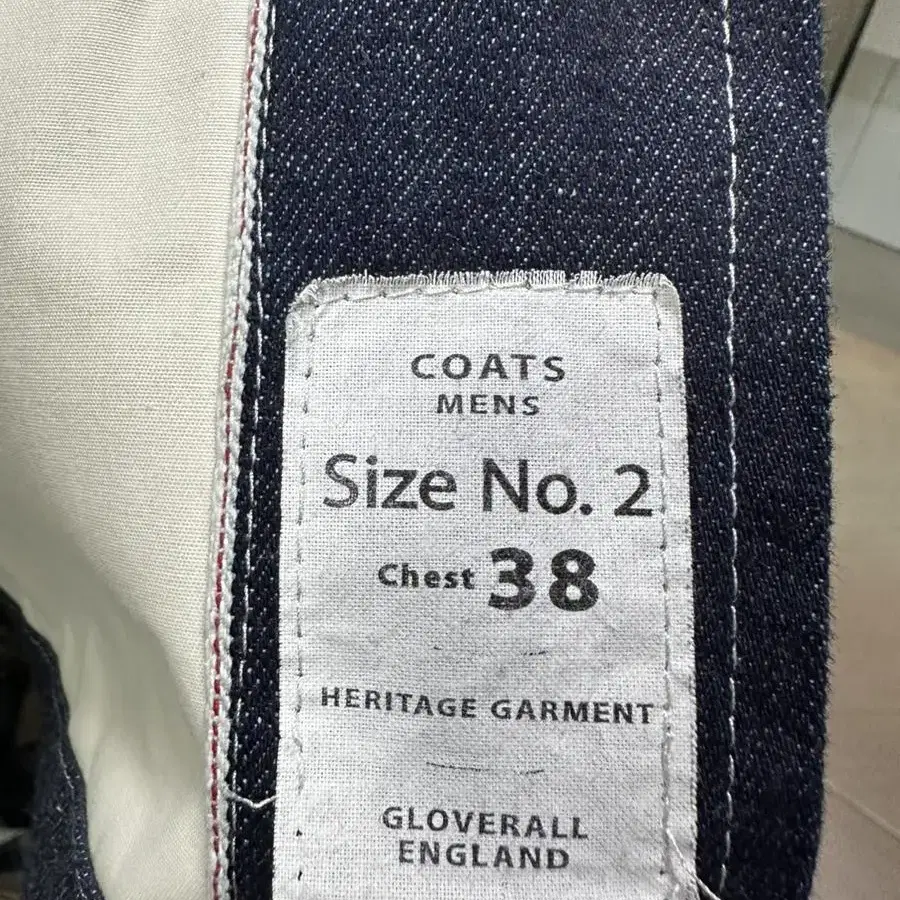 COATS
MENS
Size No. 2
Chest 38
HERITAGE GARMENT
GLOVERALL
ENGLAND